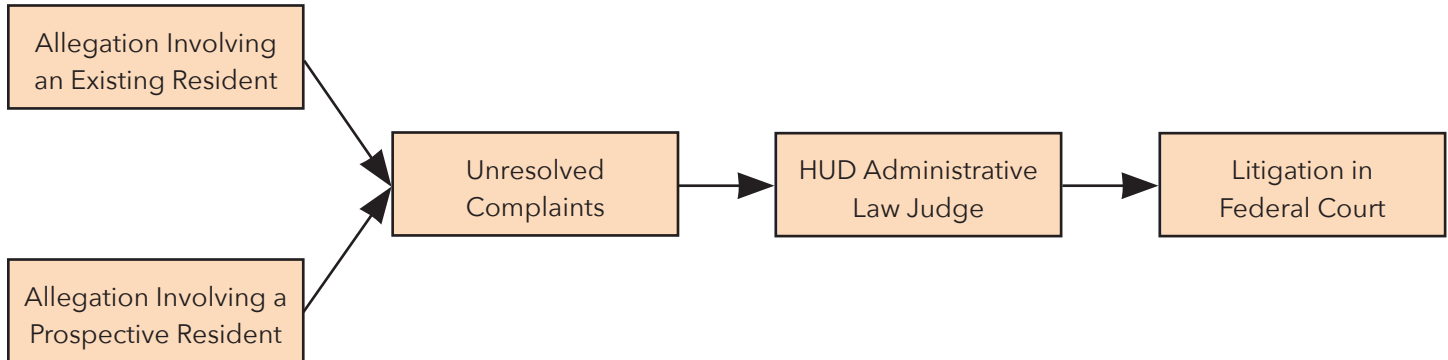 Allegation Involving
an Existing Resident
Allegation Involving a
Prospective Resident
Unresolved
Complaints
HUD Administrative
Law Judge
Litigation in
Federal Court